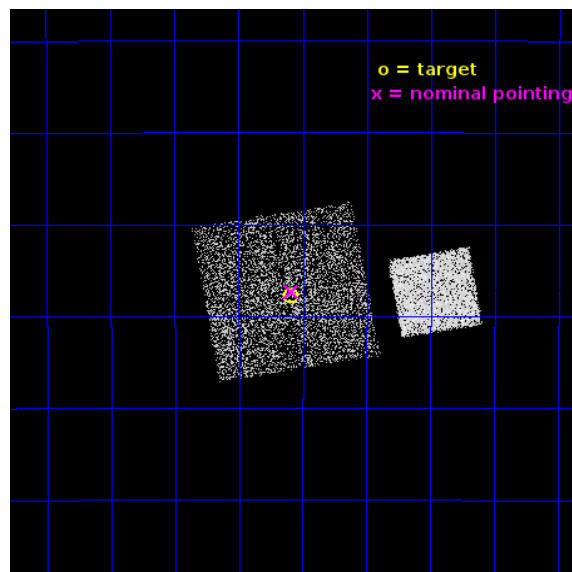 o = target
x = nominal pointing